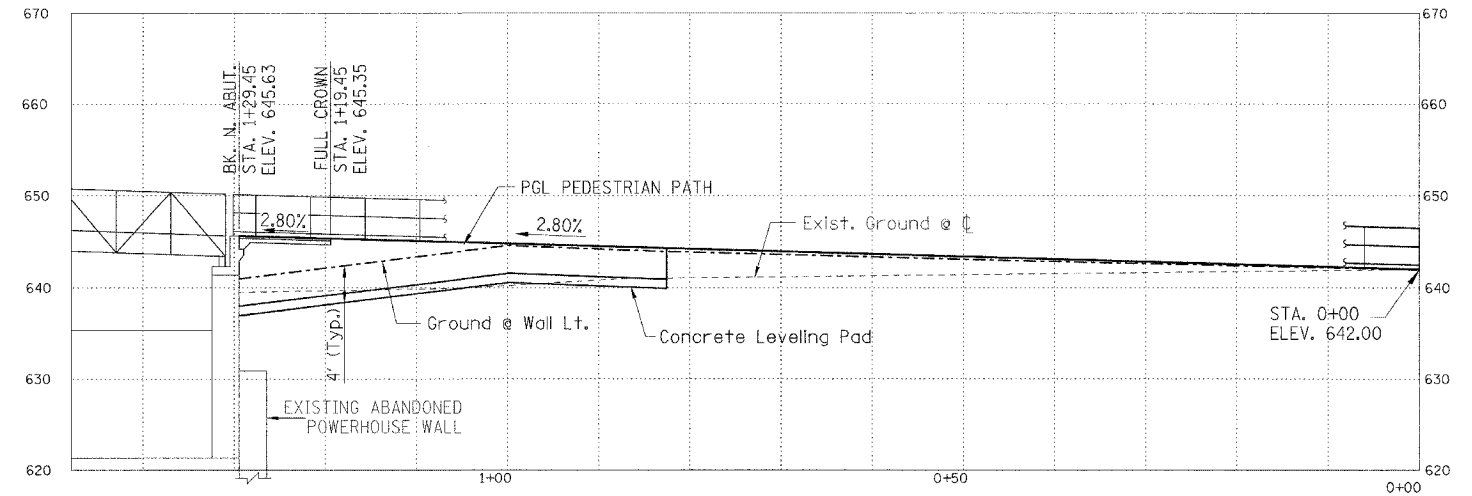 670
670
660
660
650
650
640
640
630
630
620
620
BK. N. ABUT.
STA. 1+29.45
ELEV. 645.63
FULL CROWN
STA. 1+19.45
ELEV. 645.35
2.80%
2.80%
PGL PEDESTRIAN PATH
Exist. Ground @ ℄
Ground @ Wall Lt.
4' (Typ.)
Concrete Leveling Pad
STA. 0+00
ELEV. 642.00
EXISTING ABANDONED
POWERHOUSE WALL
1+00
0+50
0+00